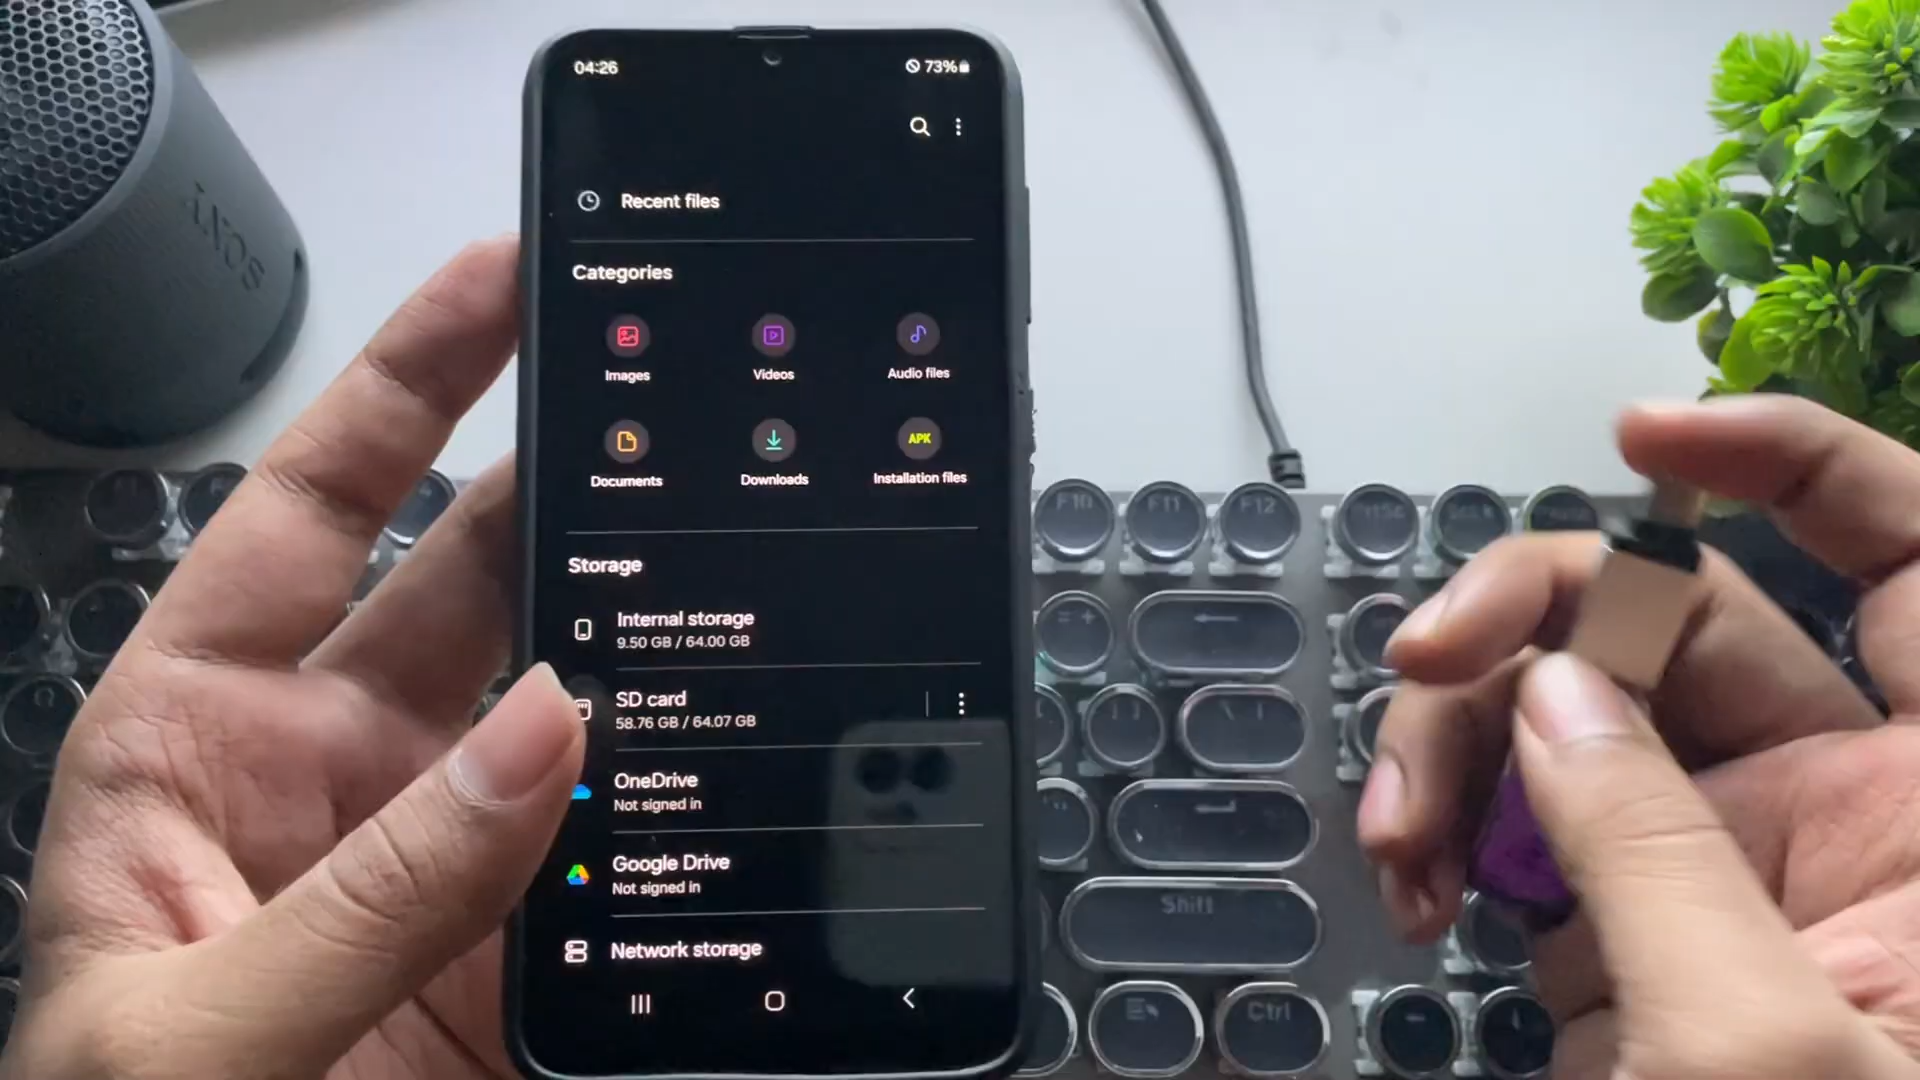 SONY
04:26
73%
Recent files
Categories
Images
Videos
Audio files
APK
Documents
Downloads
Installation files
Storage
Internal storage
9.50 GB / 64.00 GB
SD card
58.76 GB / 64.07 GB
OneDrive
Not signed in
Google Drive
Not signed in
Network storage
F10
F11
F12
Shift
Ctrl